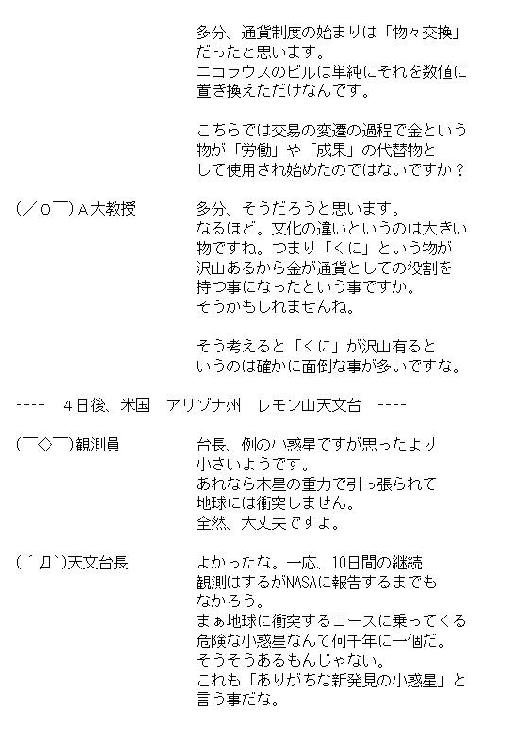 多分、通貨制度の始まりは「物々交換」
だったと思います。
ニコラウスのビルは単純にそれを数値に
置き換えただけなんです。
こちらでは交易の変遷の過程で金という
物が「労働」や「成果」の代替物と
して使用され始めたのではないですか？
(／０￣)Ａ大教授　多分、そうだろうと思います。
なるほど。文化の違いというのは大きい
物ですね。つまり「くに」という物が
沢山あるから金が通貨としての役割を
持つ事になったという事ですか。
そうかもしれませんね。
そう考えると「くに」が沢山有ると
いうのは確かに面倒な事が多いですな。
----　４日後、米国　アリゾナ州　レモン山天文台　----
(￣◇￣)観測員　台長、例の小惑星ですが思ったより
小さいようです。
あれなら木星の重力で引っ張られて
地球には衝突しません。
全然、大丈夫ですよ。
(´Д`)天文台長　よかったな。一応、10日間の継続
観測はするがNASAに報告するまでも
なかろう。
まぁ地球に衝突するコースに乗ってくる
危険な小惑星なんて何千年に一個だ。
そうそうあるもんじゃない。
これも「ありがちな新発見の小惑星」と
言う事だな。